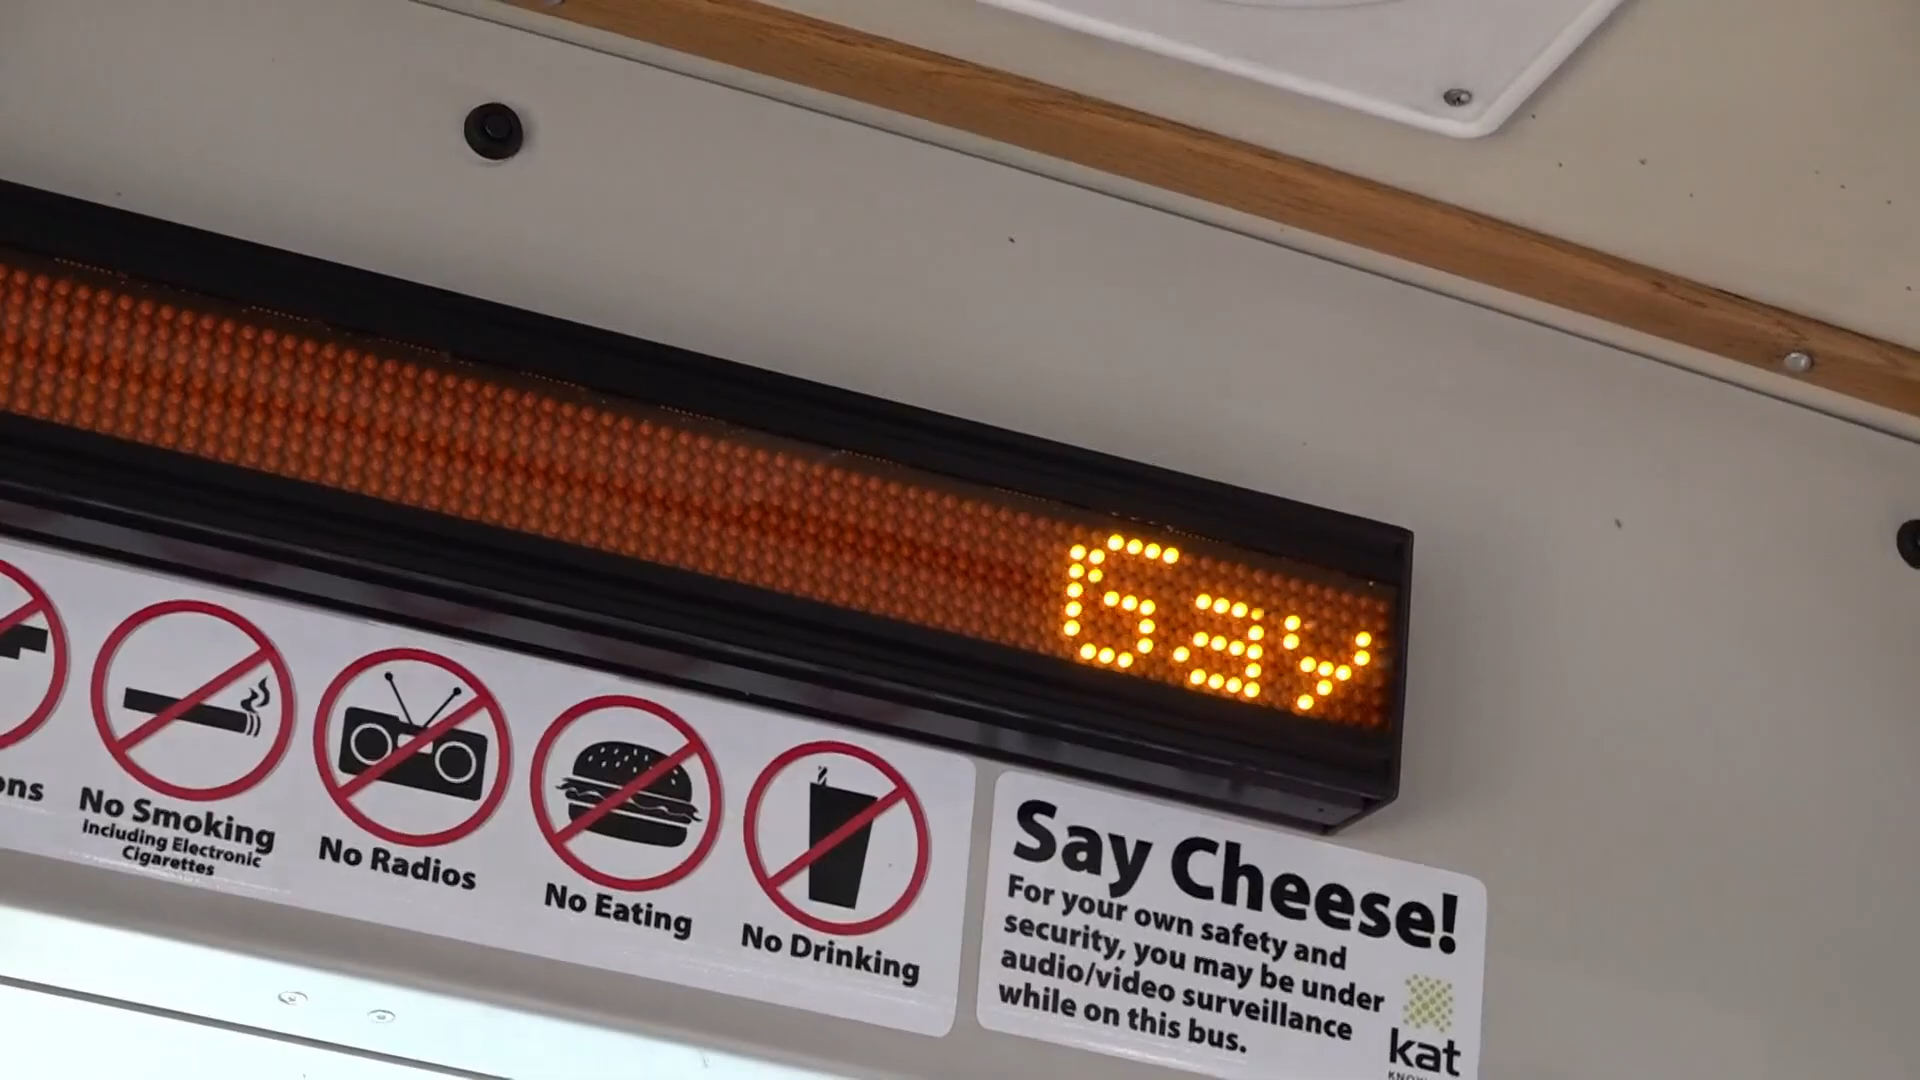 Gay
ons
No Smoking
Including Electronic
Cigarettes
No Radios
No Eating
No Drinking
Say Cheese!
For your own safety and
security, you may be under
audio/video surveillance
while on this bus.
kat